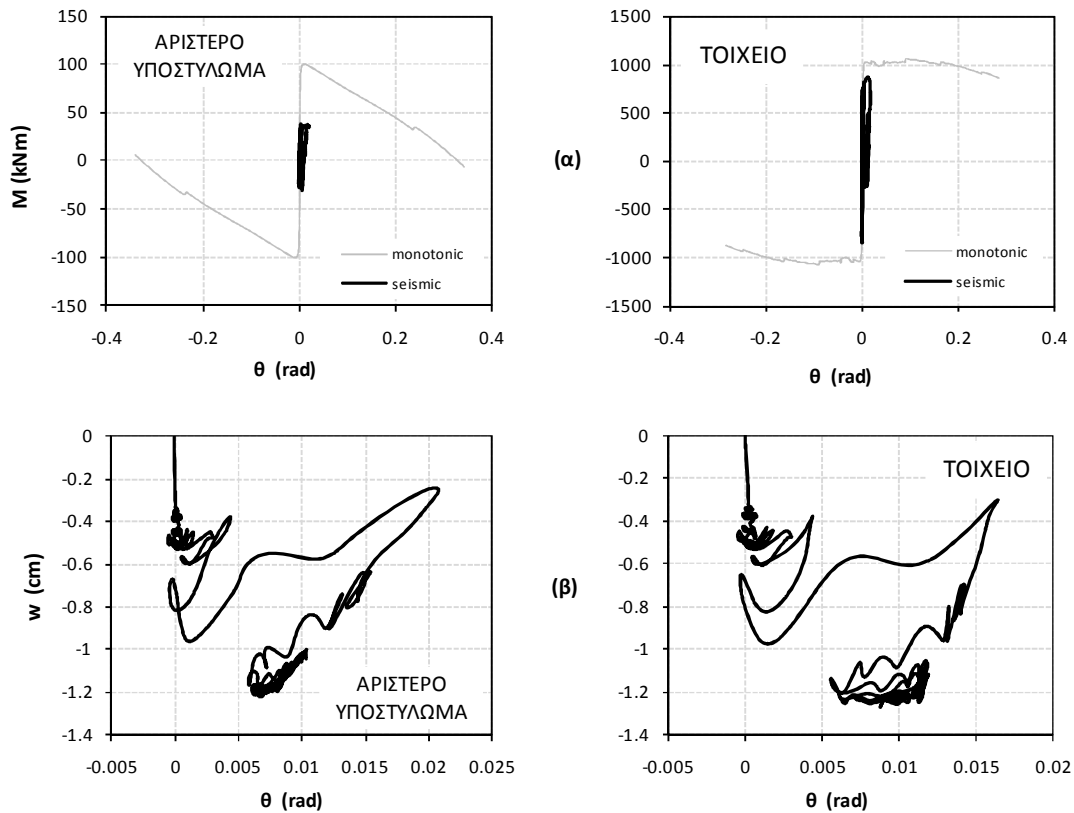 150
100
50
0
-50
-100
-150
M (kNm)
ΑΡΙΣΤΕΡΟ
ΥΠΟΣΤΥΛΩΜΑ
monotonic
seismic
-0.4
-0.2
0
0.2
0.4
θ (rad)
(α)
1500
1000
500
0
-500
-1000
-1500
ΤΟΙΧΕΙΟ
monotonic
seismic
-0.4
-0.2
0
0.2
0.4
θ (rad)
0
-0.2
-0.4
-0.6
-0.8
-1
-1.2
-1.4
w (cm)
ΑΡΙΣΤΕΡΟ
ΥΠΟΣΤΥΛΩΜΑ
-0.005
0
0.005
0.01
0.015
0.02
0.025
θ (rad)
(β)
0
-0.2
-0.4
-0.6
-0.8
-1
-1.2
-1.4
ΤΟΙΧΕΙΟ
-0.005
0
0.005
0.01
0.015
0.02
θ (rad)